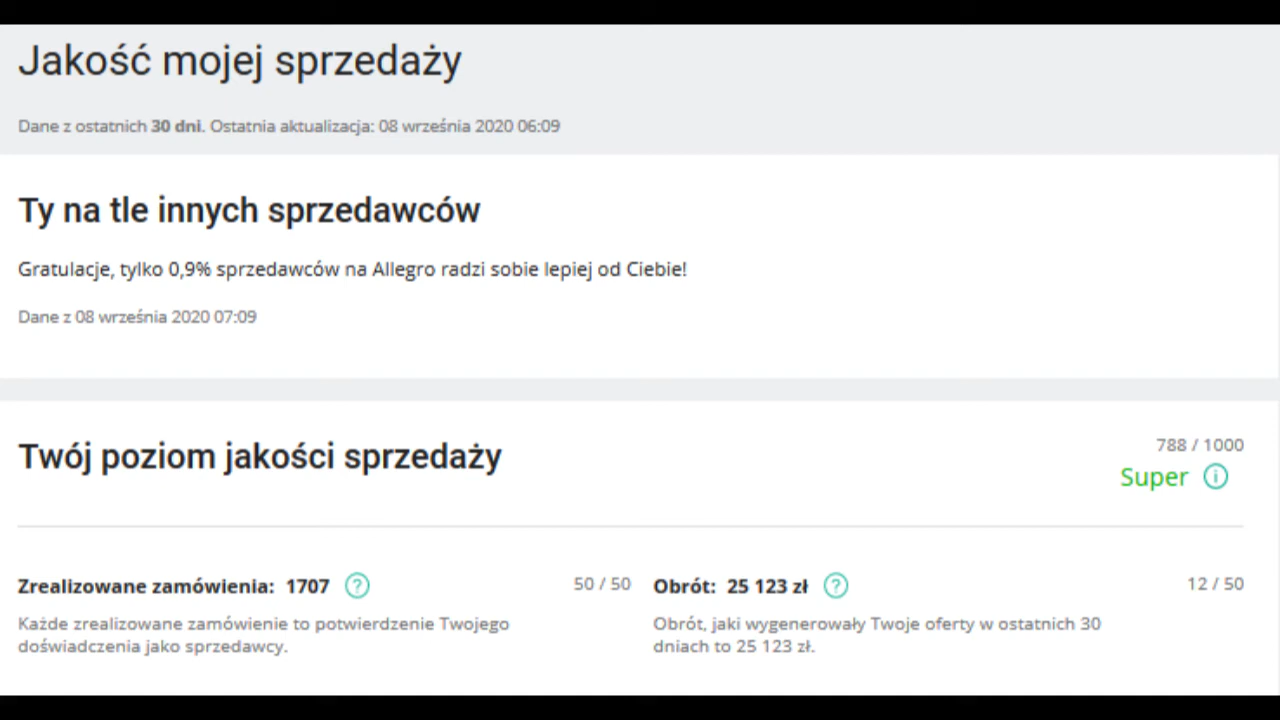 Jakość mojej sprzedaży
Dane z ostatnich 30 dni. Ostatnia aktualizacja: 08 września 2020 06:09
Ty na tle innych sprzedawców
Gratulacje, tylko 0,9% sprzedawców na Allegro radzi sobie lepiej od Ciebie!
Dane z 08 września 2020 07:09
Twój poziom jakości sprzedaży
788 / 1000
Super
Zrealizowane zamówienia: 1707
50 / 50
Każde zrealizowane zamówienie to potwierdzenie Twojego
doświadczenia jako sprzedawcy.
Obrót: 25 123 zł
12 / 50
Obrót, jaki wygenerowały Twoje oferty w ostatnich 30
dniach to 25 123 zł.